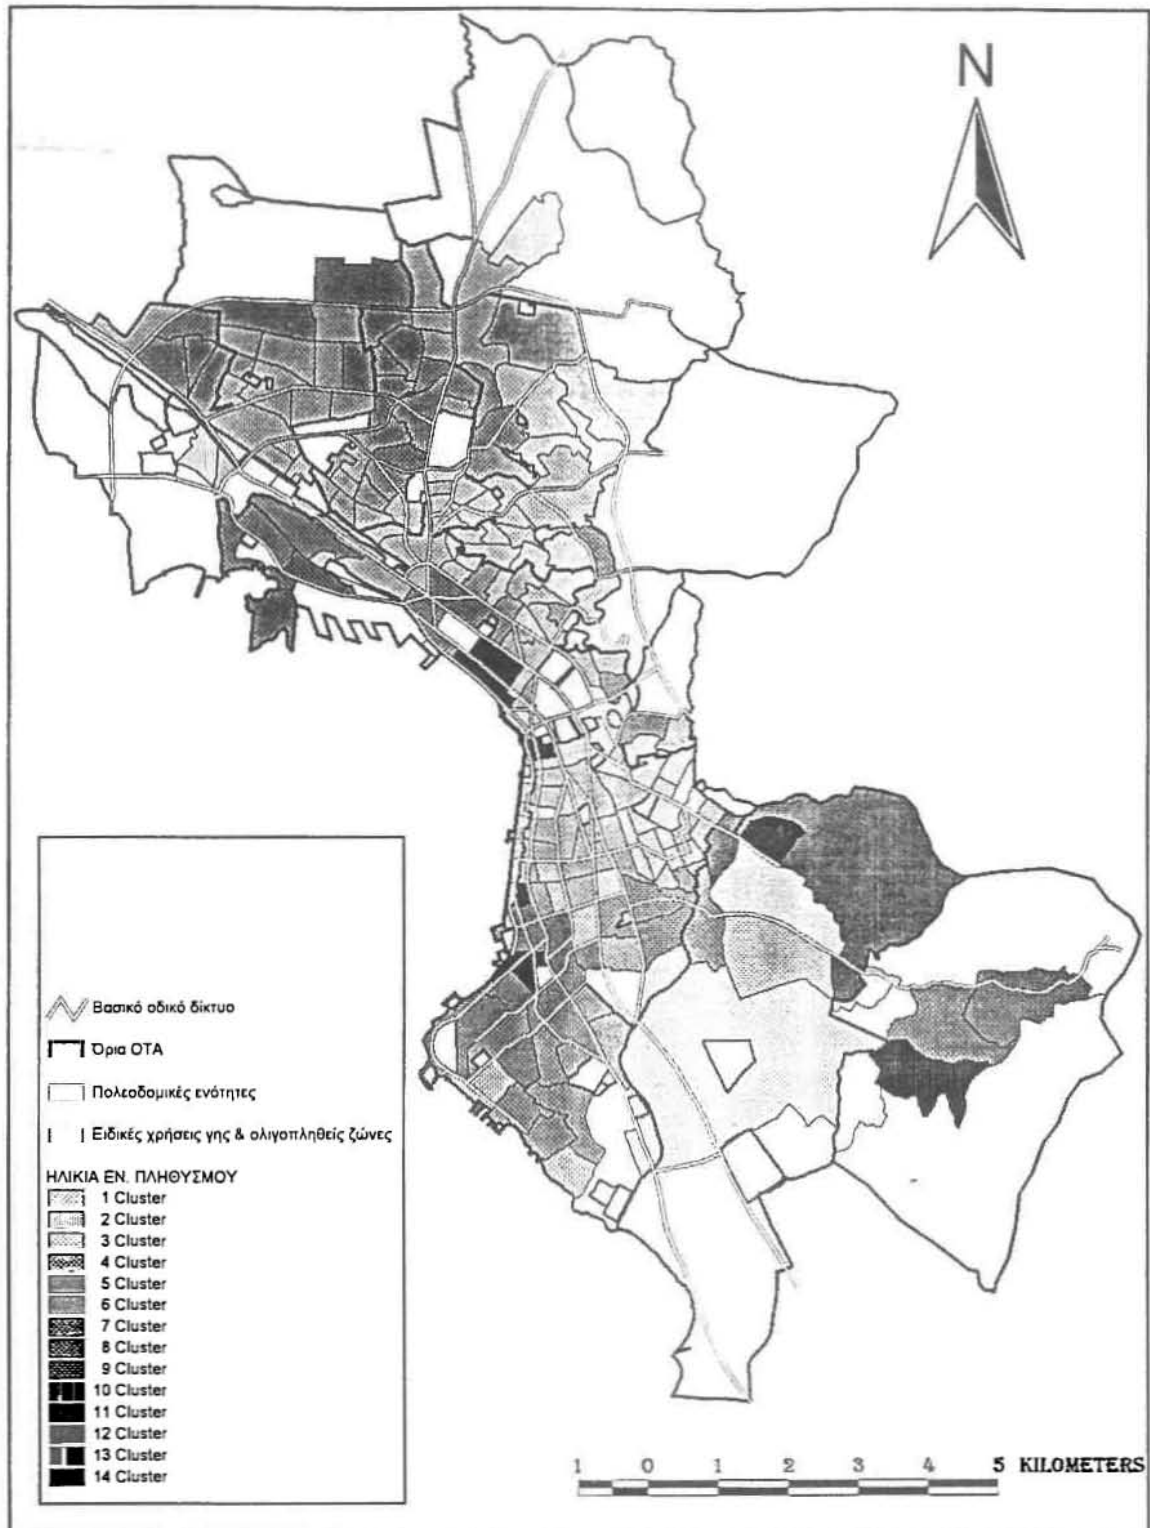 N
Βασικό οδικό δίκτυο
Όρια ΟΤΑ
Πολεοδομικές ενότητες
Ειδικές χρήσεις γης & ολιγοπληθείς ζώνες
ΗΛΙΚΙΑ ΕΝ. ΠΛΗΘΥΣΜΟΥ
1 Cluster
2 Cluster
3 Cluster
4 Cluster
5 Cluster
6 Cluster
7 Cluster
8 Cluster
9 Cluster
10 Cluster
11 Cluster
12 Cluster
13 Cluster
14 Cluster
1 0 1 2 3 4 5 KILOMETERS